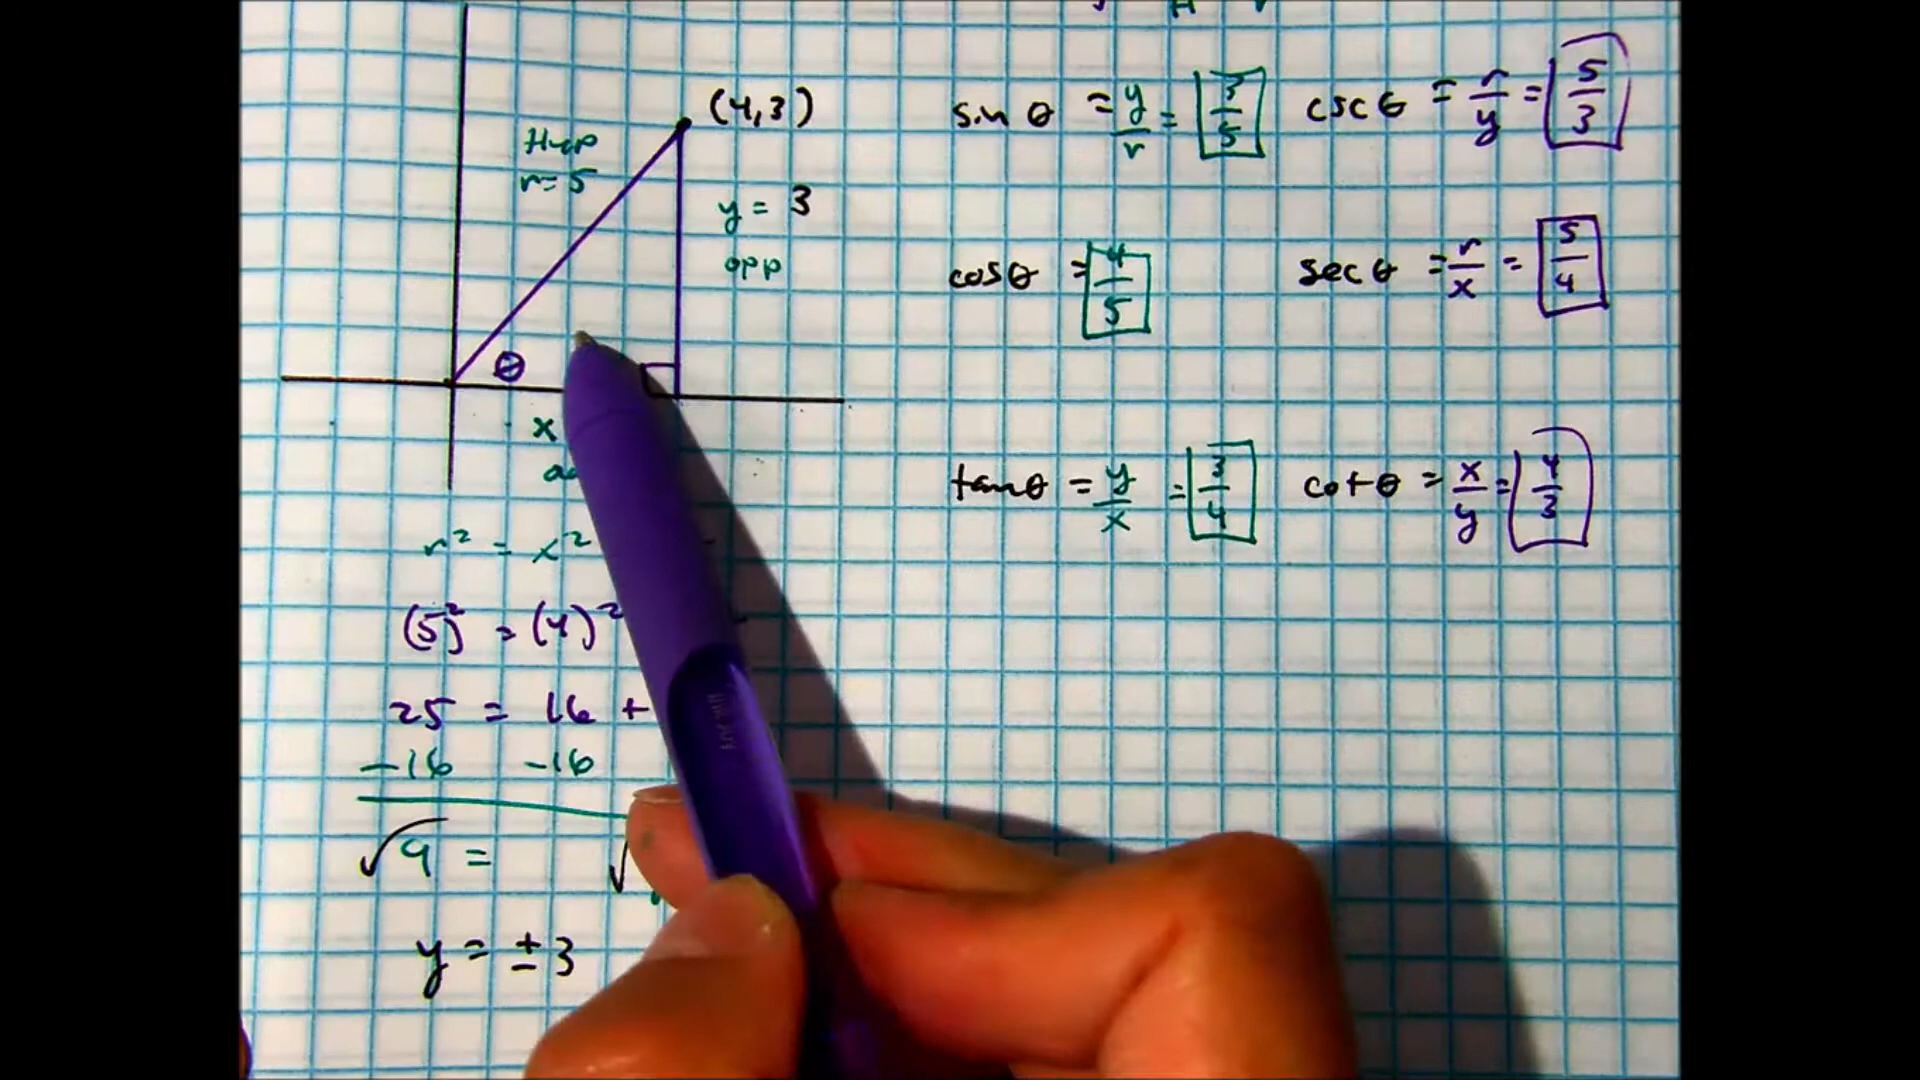 (4,3)
Hyp
r=5
y = 3
opp
θ
x
r² = x²
(5)² = (4)²
25 = 16 +
-16 -16
√9 = √
y = ±3
sin θ = y/r = 3/5
csc θ = r/y = 5/3
cos θ = 4/5
sec θ = r/x = 5/4
tan θ = y/x = 3/4
cot θ = x/y = 4/3